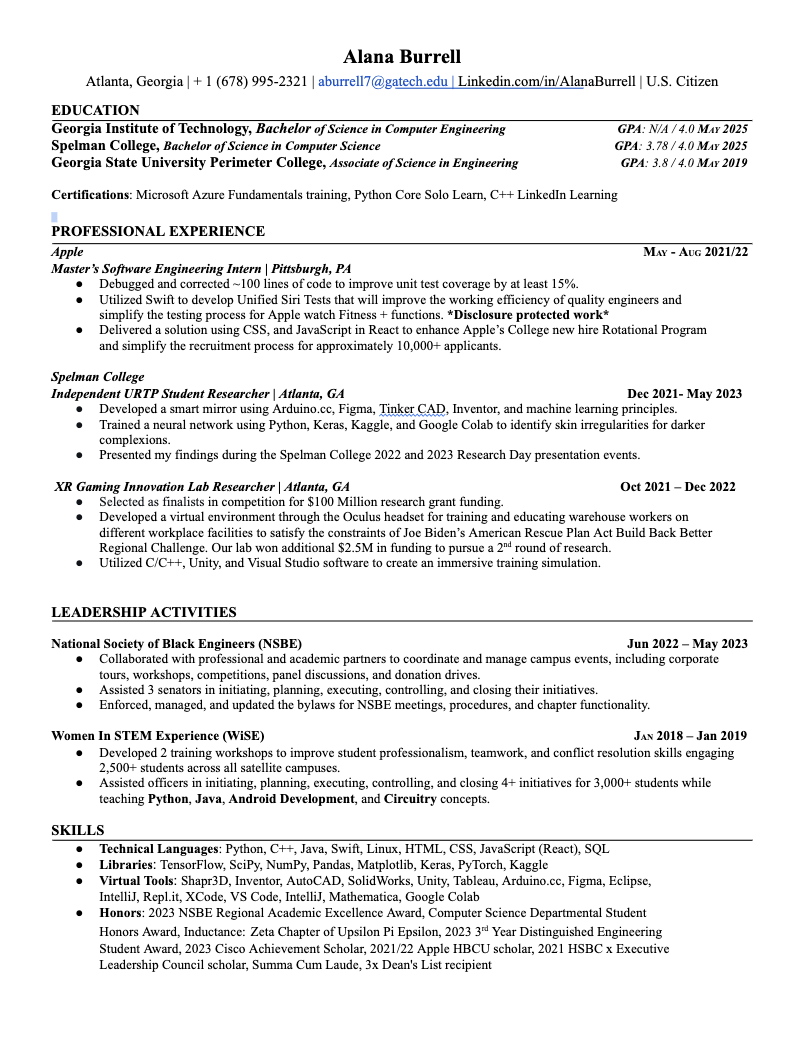 Alana Burrell
Atlanta, Georgia | + 1 (678) 995-2321 | aburrell7@gatech.edu | Linkedin.com/in/AlanaBurrell | U.S. Citizen
EDUCATION
Georgia Institute of Technology, Bachelor of Science in Computer Engineering GPA: N/A / 4.0 MAY 2025
Spelman College, Bachelor of Science in Computer Science GPA: 3.78 / 4.0 MAY 2025
Georgia State University Perimeter College, Associate of Science in Engineering GPA: 3.8 / 4.0 MAY 2019
Certifications: Microsoft Azure Fundamentals training, Python Core Solo Learn, C++ LinkedIn Learning
PROFESSIONAL EXPERIENCE
Apple MAY - AUG 2021/22
Master's Software Engineering Intern | Pittsburgh, PA
● Debugged and corrected ~100 lines of code to improve unit test coverage by at least 15%.
● Utilized Swift to develop Unified Siri Tests that will improve the working efficiency of quality engineers and
simplify the testing process for Apple watch Fitness + functions. *Disclosure protected work*
● Delivered a solution using CSS, and JavaScript in React to enhance Apple's College new hire Rotational Program
and simplify the recruitment process for approximately 10,000+ applicants.
Spelman College
Independent URTP Student Researcher | Atlanta, GA Dec 2021- May 2023
● Developed a smart mirror using Arduino.cc, Figma, Tinker CAD, Inventor, and machine learning principles.
● Trained a neural network using Python, Keras, Kaggle, and Google Colab to identify skin irregularities for darker
complexions.
● Presented my findings during the Spelman College 2022 and 2023 Research Day presentation events.
XR Gaming Innovation Lab Researcher | Atlanta, GA Oct 2021 – Dec 2022
● Selected as finalists in competition for $100 Million research grant funding.
● Developed a virtual environment through the Oculus headset for training and educating warehouse workers on
different workplace facilities to satisfy the constraints of Joe Biden's American Rescue Plan Act Build Back Better
Regional Challenge. Our lab won additional $2.5M in funding to pursue a 2nd round of research.
● Utilized C/C++, Unity, and Visual Studio software to create an immersive training simulation.
LEADERSHIP ACTIVITIES
National Society of Black Engineers (NSBE) Jun 2022 – May 2023
● Collaborated with professional and academic partners to coordinate and manage campus events, including corporate
tours, workshops, competitions, panel discussions, and donation drives.
● Assisted 3 senators in initiating, planning, executing, controlling, and closing their initiatives.
● Enforced, managed, and updated the bylaws for NSBE meetings, procedures, and chapter functionality.
Women In STEM Experience (WiSE) JAN 2018 – Jan 2019
● Developed 2 training workshops to improve student professionalism, teamwork, and conflict resolution skills engaging
2,500+ students across all satellite campuses.
● Assisted officers in initiating, planning, executing, controlling, and closing 4+ initiatives for 3,000+ students while
teaching Python, Java, Android Development, and Circuitry concepts.
SKILLS
● Technical Languages: Python, C++, Java, Swift, Linux, HTML, CSS, JavaScript (React), SQL
● Libraries: TensorFlow, SciPy, NumPy, Pandas, Matplotlib, Keras, PyTorch, Kaggle
● Virtual Tools: Shapr3D, Inventor, AutoCAD, SolidWorks, Unity, Tableau, Arduino.cc, Figma, Eclipse,
IntelliJ, Repl.it, XCode, VS Code, IntelliJ, Mathematica, Google Colab
● Honors: 2023 NSBE Regional Academic Excellence Award, Computer Science Departmental Student
Honors Award, Inductance: Zeta Chapter of Upsilon Pi Epsilon, 2023 3rd Year Distinguished Engineering
Student Award, 2023 Cisco Achievement Scholar, 2021/22 Apple HBCU scholar, 2021 HSBC x Executive
Leadership Council scholar, Summa Cum Laude, 3x Dean's List recipient